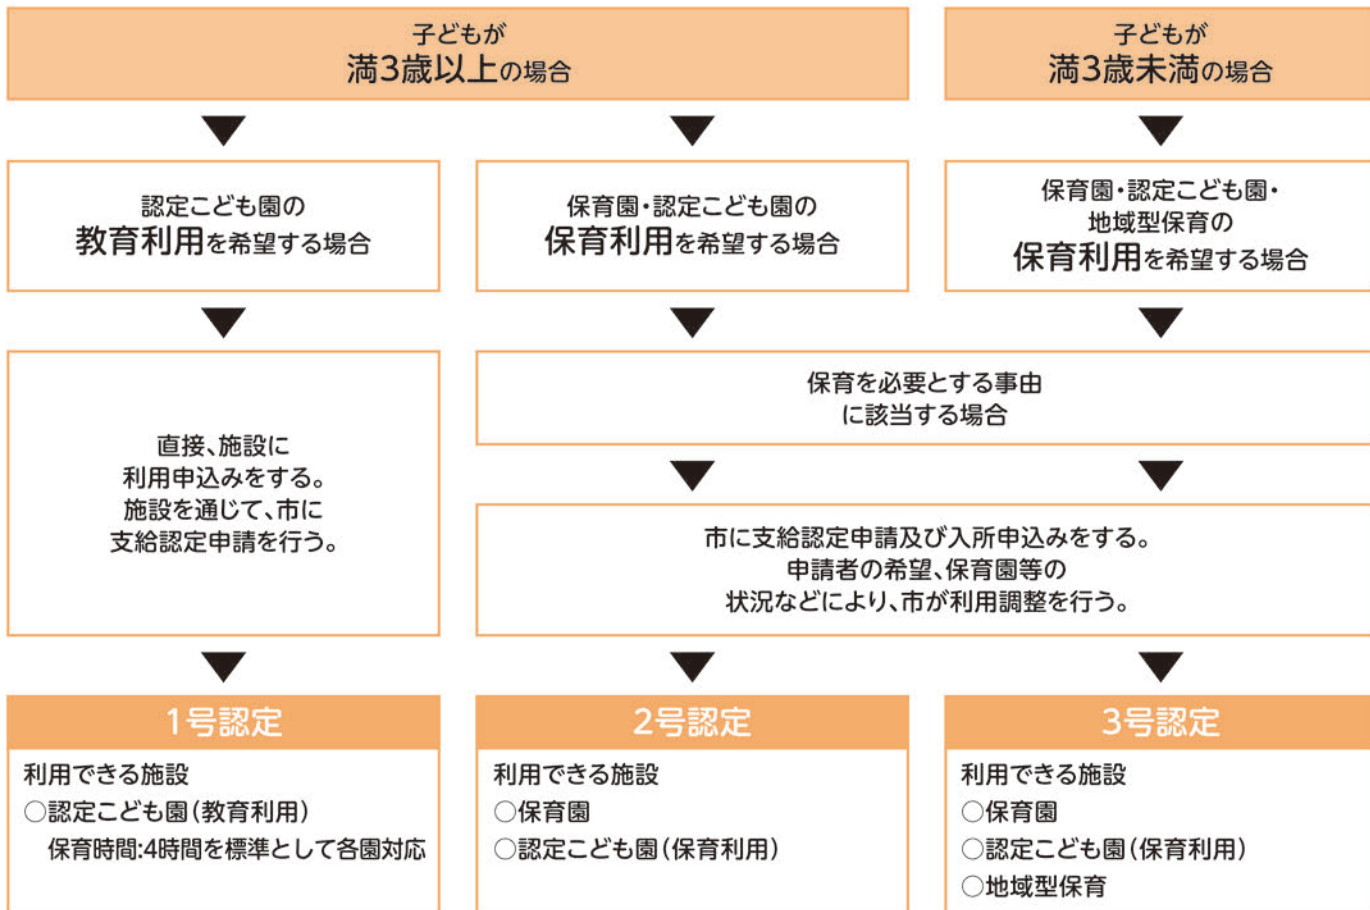 子どもが
満3歳以上の場合
子どもが
満3歳未満の場合
認定こども園の
教育利用を希望する場合
保育園・認定こども園の
保育利用を希望する場合
保育園・認定こども園・
地域型保育の
保育利用を希望する場合
直接、施設に
利用申込みをする。
施設を通じて、市に
支給認定申請を行う。
保育を必要とする事由
に該当する場合
市に支給認定申請及び入所申込みをする。
申請者の希望、保育園等の
状況などにより、市が利用調整を行う。
1号認定
利用できる施設
○認定こども園(教育利用)
保育時間:4時間を標準として各園対応
2号認定
利用できる施設
○保育園
○認定こども園(保育利用)
3号認定
利用できる施設
○保育園
○認定こども園(保育利用)
○地域型保育